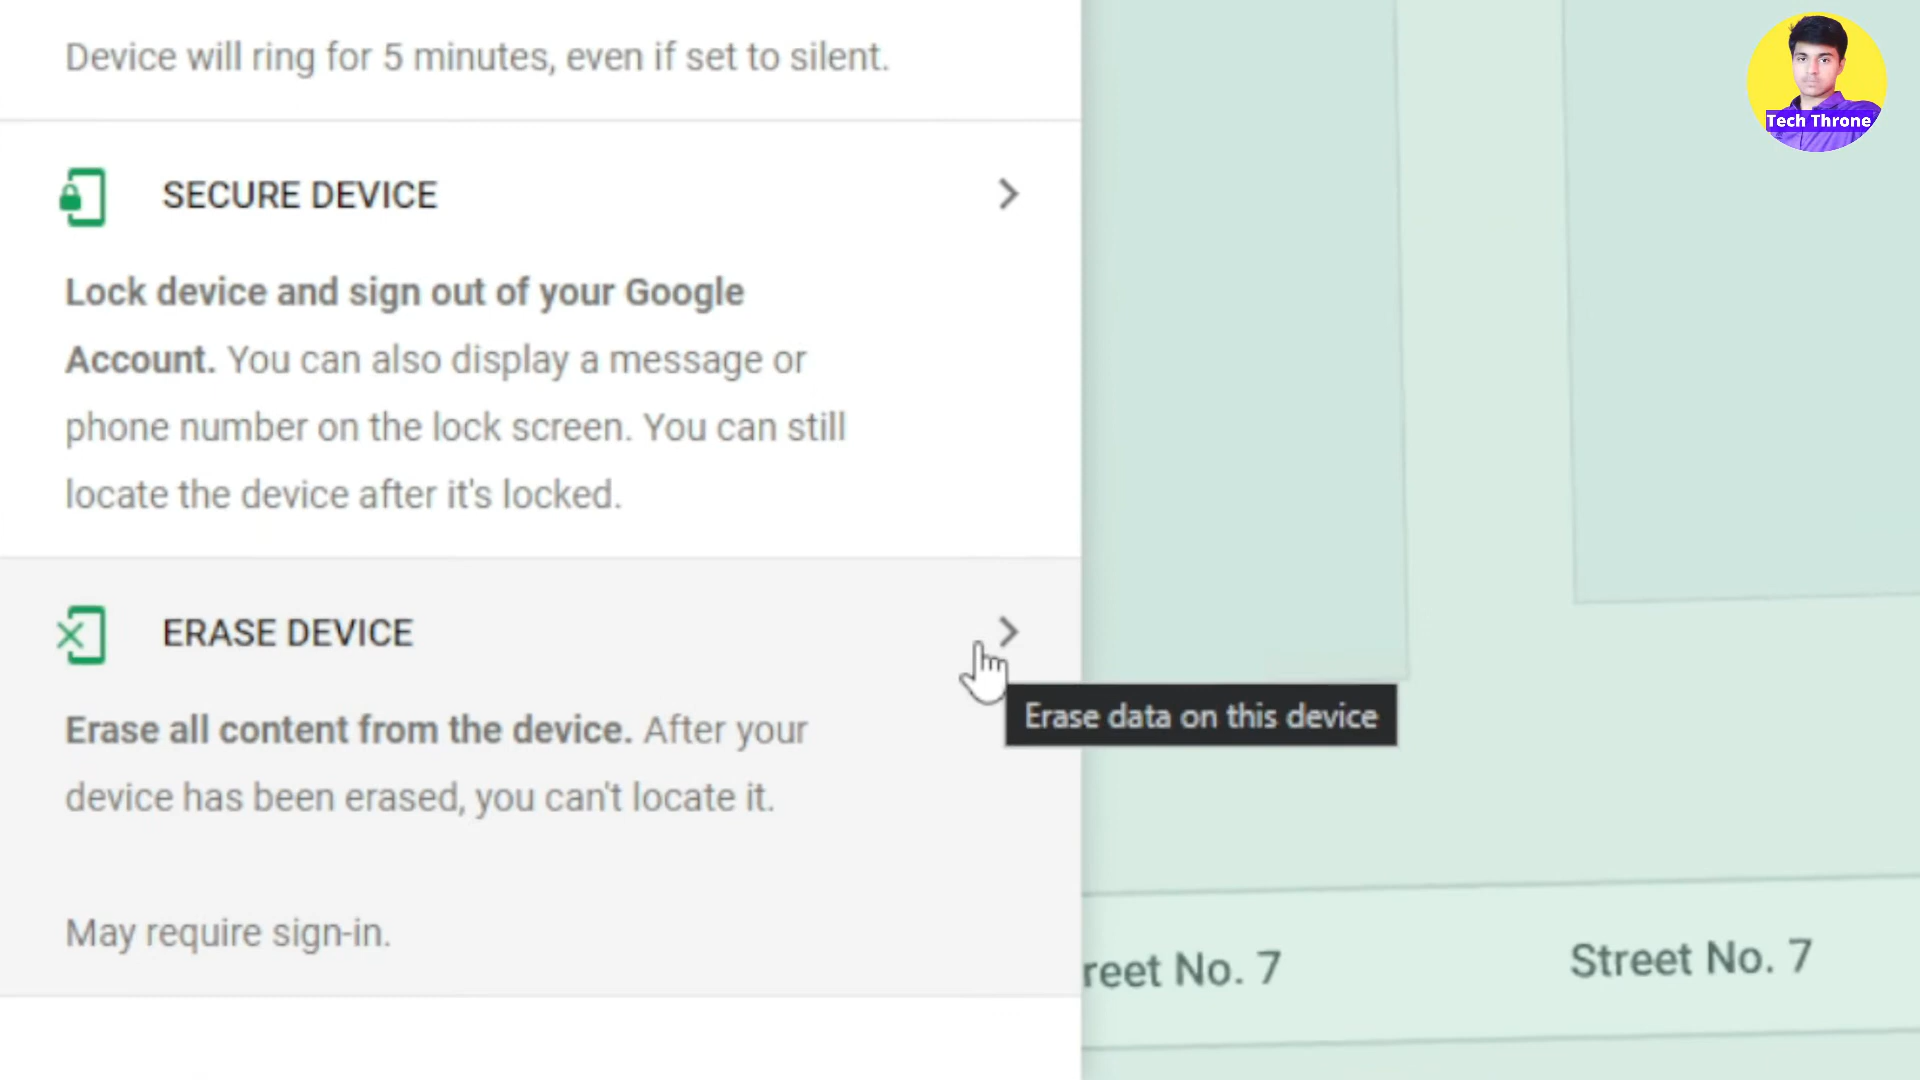 Device will ring for 5 minutes, even if set to silent.
Tech Throne
SECURE DEVICE
Lock device and sign out of your Google
Account. You can also display a message or
phone number on the lock screen. You can still
locate the device after it's locked.
ERASE DEVICE
Erase data on this device
Erase all content from the device. After your
device has been erased, you can't locate it.
May require sign-in.
reet No. 7
Street No. 7